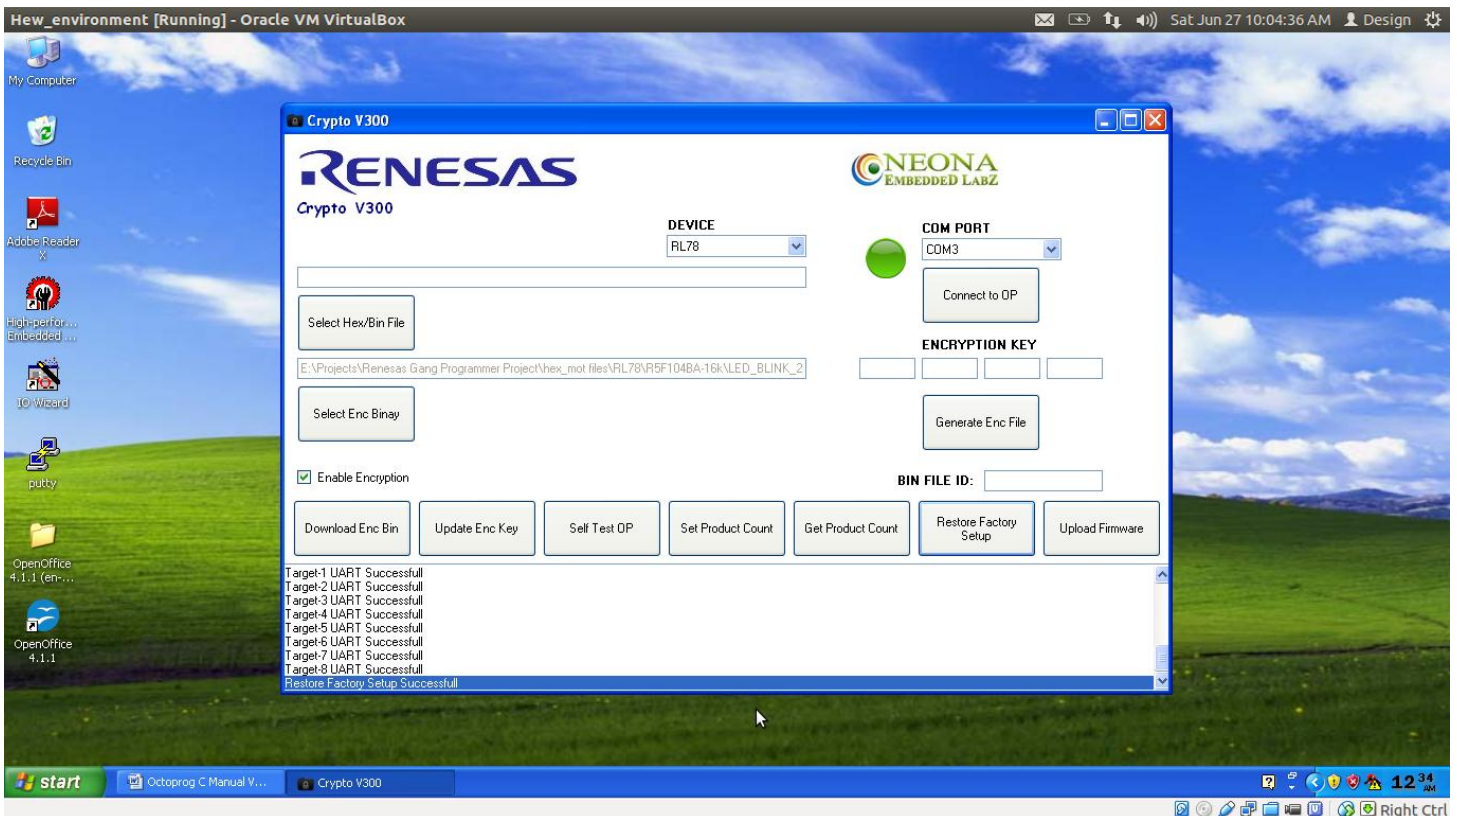 Hew_environment [Running] - Oracle VM VirtualBox
Sat Jun 27 10:04:36 AM Design
My Computer
Recycle Bin
Adobe Reader
X
High-perfor...
Embedded ...
IO Wizard
putty
OpenOffice
4.1.1 (en-...
OpenOffice
4.1.1
Crypto V300
RENESAS
NEONA
EMBEDDED LABZ
Crypto V300
DEVICE
RL78
COM PORT
COM3
Connect to OP
Select Hex/Bin File
ENCRYPTION KEY
E:\Projects\Renesas Gang Programmer Project\hex_mot files\RL78\R5F104BA-16k\LED_BLINK_2
Select Enc Binay
Generate Enc File
Enable Encryption
BIN FILE ID:
Download Enc Bin
Update Enc Key
Self Test OP
Set Product Count
Get Product Count
Restore Factory
Setup
Upload Firmware
Target-1 UART Successfull
Target-2 UART Successfull
Target-3 UART Successfull
Target-4 UART Successfull
Target-5 UART Successfull
Target-6 UART Successfull
Target-7 UART Successfull
Target-8 UART Successfull
Restore Factory Setup Successfull
start
Octoprog C Manual V...
Crypto V300
12 34 AM
Right Ctrl